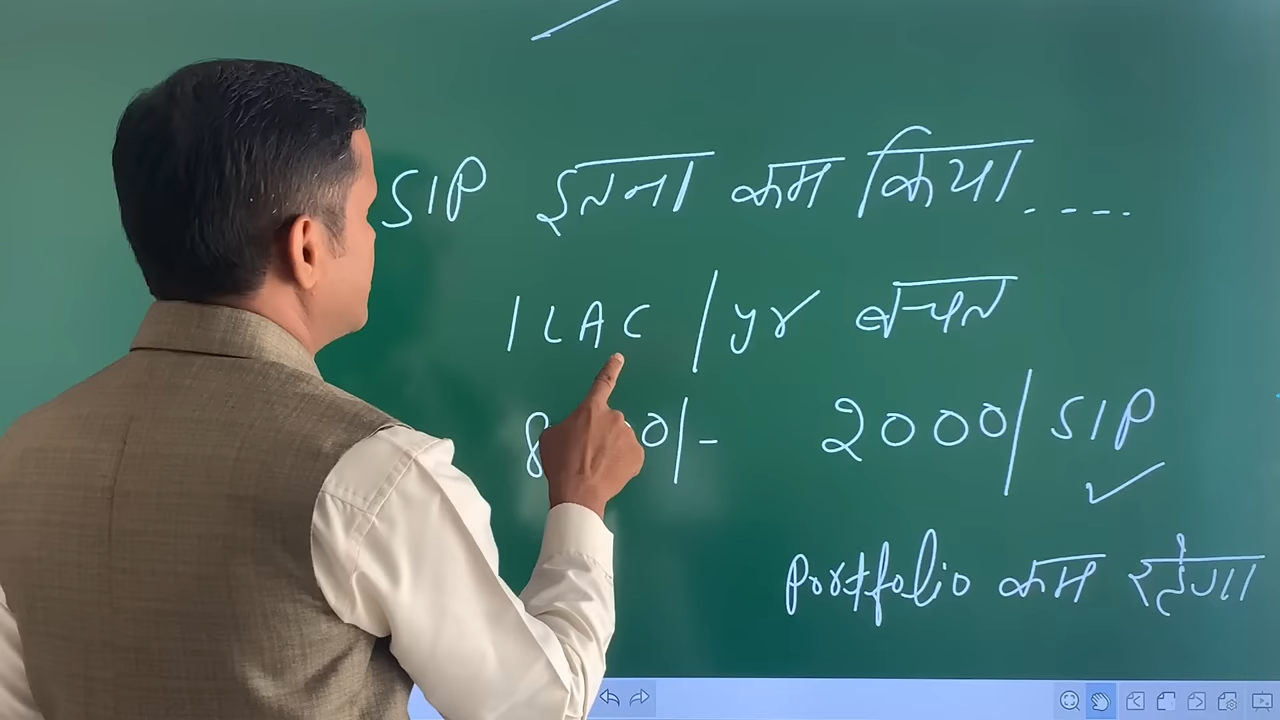 SIP इतना कम किया....
1 LAC / yr बचत
2000/ SIP
Portfolio कम रहेगा